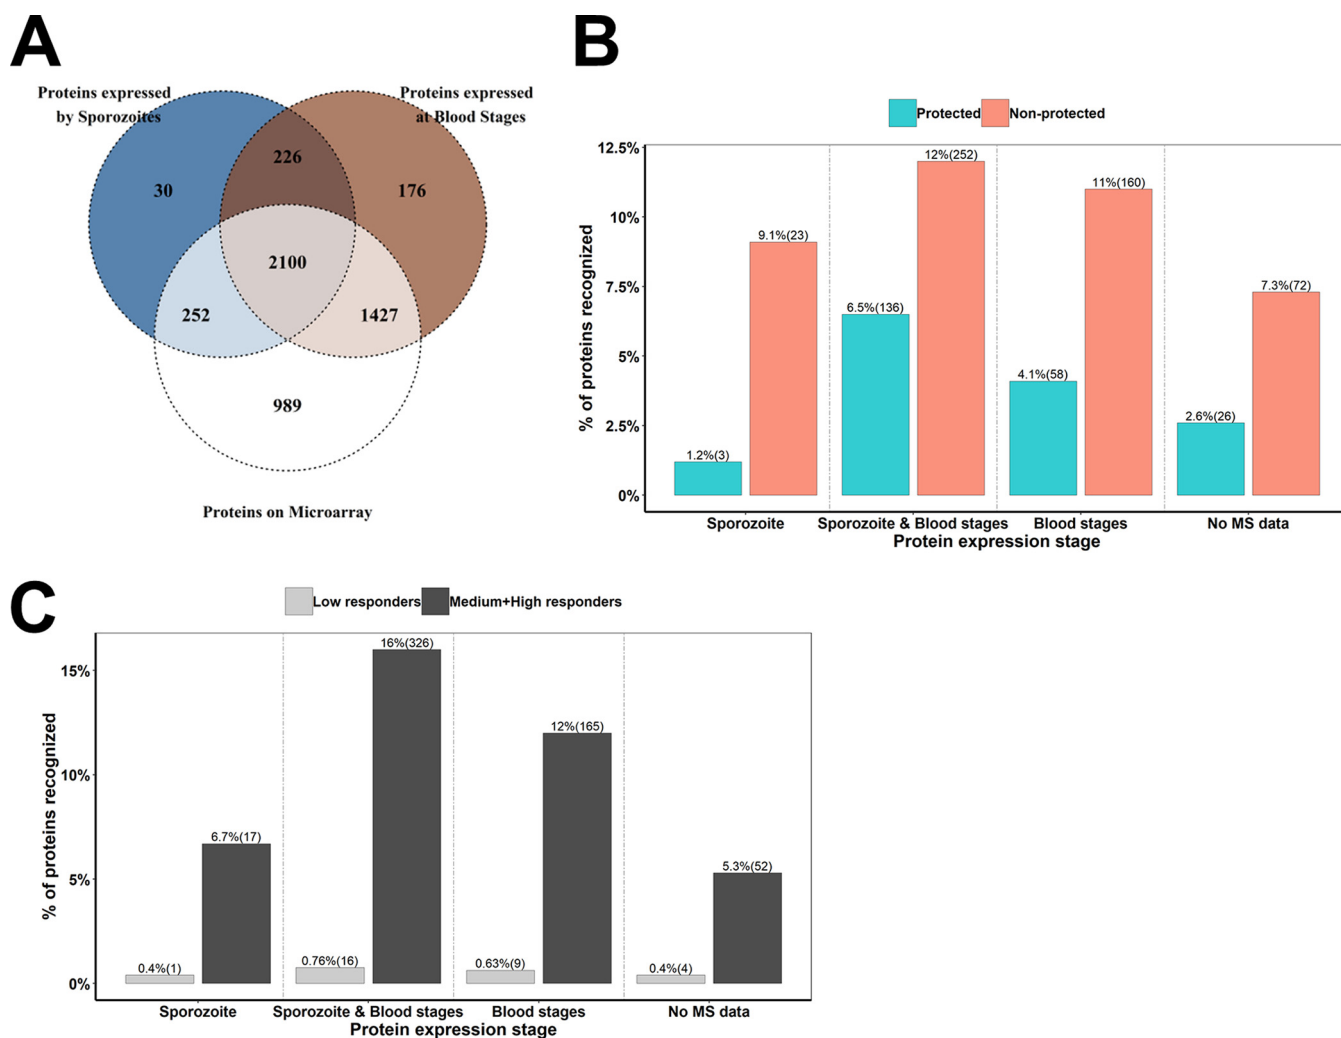 A
Proteins expressed
by Sporozoites
Proteins expressed
at Blood Stages
226
30
176
2100
252
1427
989
Proteins on Microarray
B
Protected
Non-protected
% of proteins recognized
12.5%
10%
7.5%
5%
2.5%
0%
1.2%(3)
9.1%(23)
6.5%(136)
12%(252)
4.1%(58)
11%(160)
2.6%(26)
7.3%(72)
Sporozoite
Sporozoite & Blood stages
Blood stages
No MS data
Protein expression stage
C
Low responders
Medium+High responders
% of proteins recognized
15%
10%
5%
0%
0.4%(1)
6.7%(17)
0.76%(16)
16%(326)
0.63%(9)
12%(165)
0.4%(4)
5.3%(52)
Sporozoite
Sporozoite & Blood stages
Blood stages
No MS data
Protein expression stage